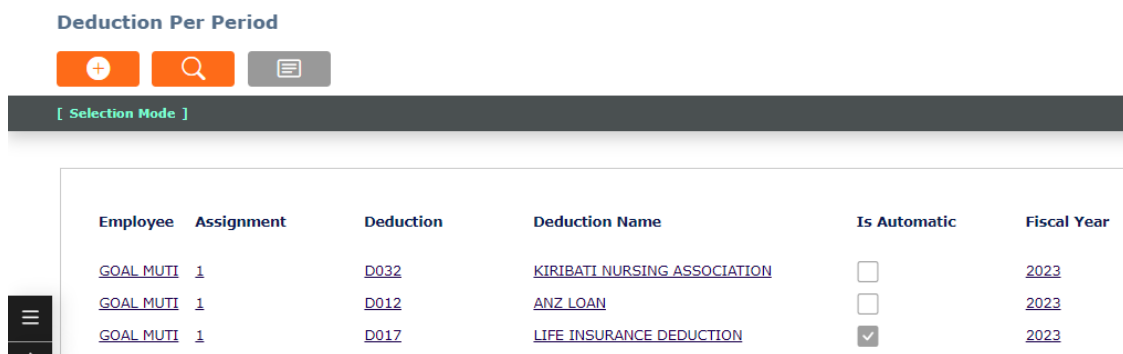 Deduction Per Period
[ Selection Mode ]
Employee Assignment Deduction Deduction Name Is Automatic Fiscal Year
GOAL MUTI 1 D032 KIRIBATI NURSING ASSOCIATION 2023
GOAL MUTI 1 D012 ANZ LOAN 2023
GOAL MUTI 1 D017 LIFE INSURANCE DEDUCTION 2023